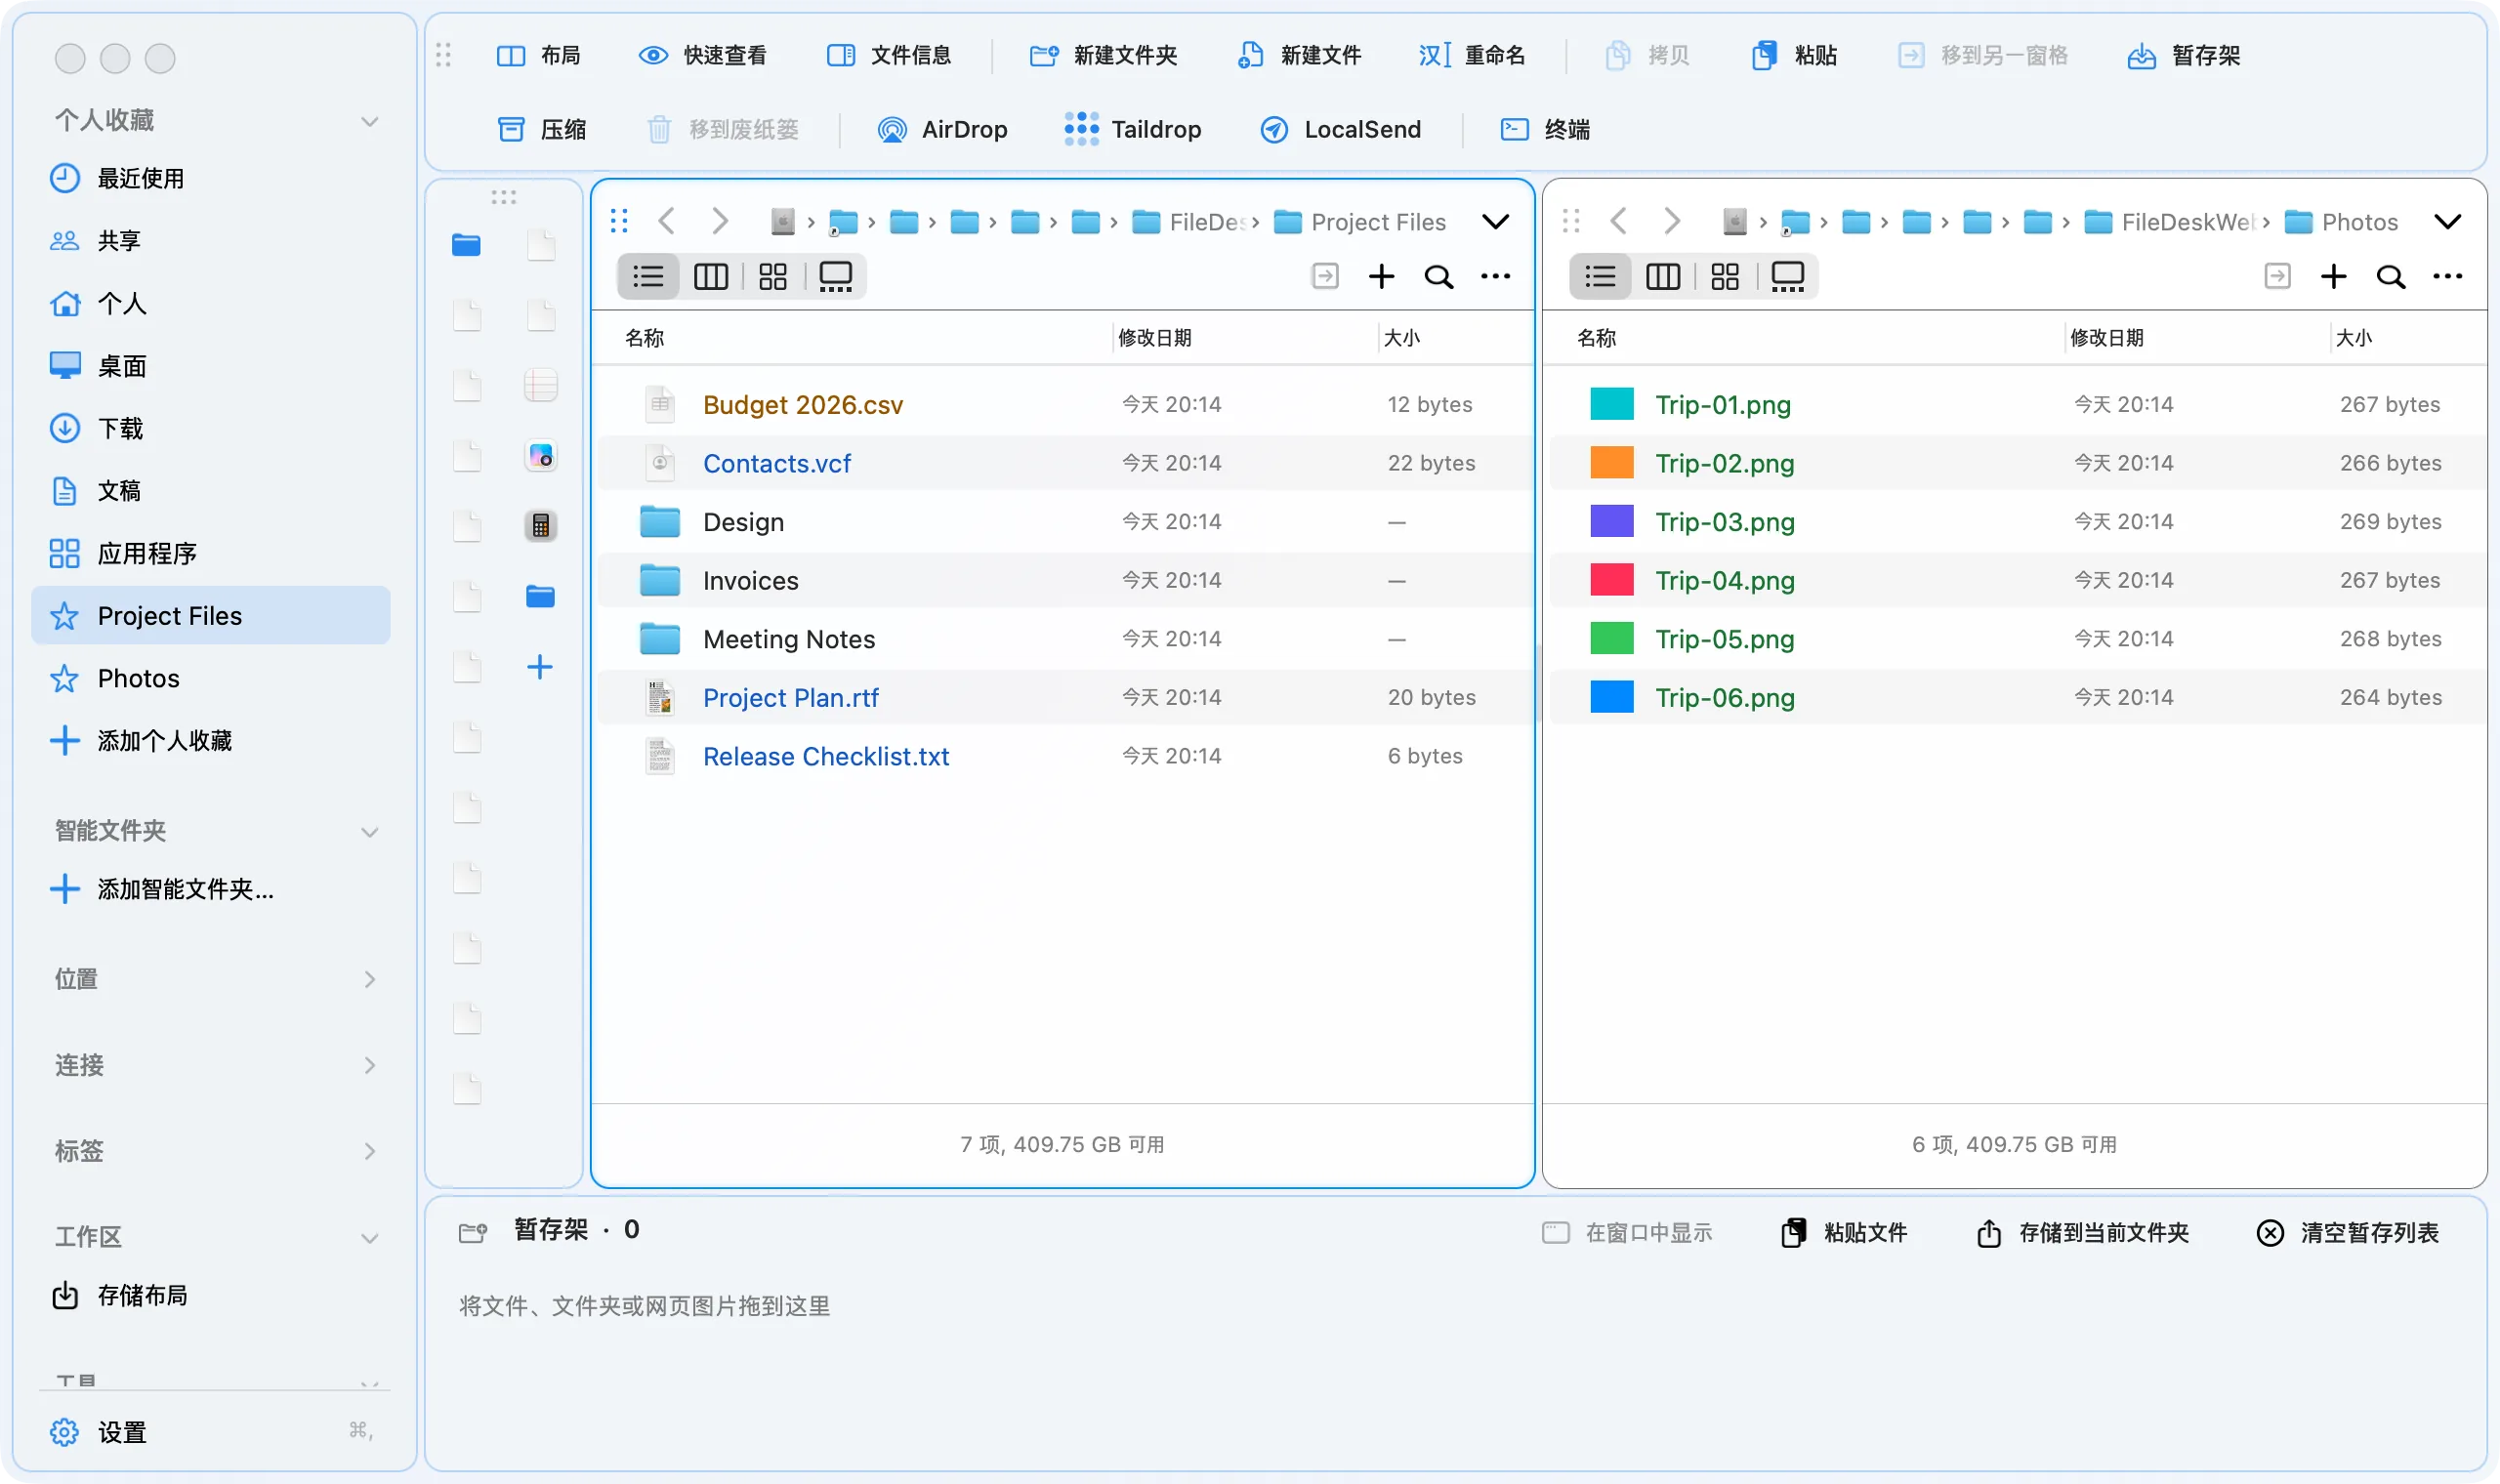 布局 快速查看 文件信息 新建文件夹 新建文件 汉 重命名 拷贝 粘贴 移到另一窗格 暂存架
压缩 移到废纸篓 AirDrop Taildrop LocalSend 终端
个人收藏
最近使用
共享
个人
桌面
下载
文稿
应用程序
Project Files
Photos
添加个人收藏
智能文件夹
添加智能文件夹...
位置
连接
标签
工作区
存储布局
工具
设置 ⌘,
Project Files
名称 修改日期 大小
Budget 2026.csv 今天 20:14 12 bytes
Contacts.vcf 今天 20:14 22 bytes
Design 今天 20:14 —
Invoices 今天 20:14 —
Meeting Notes 今天 20:14 —
Project Plan.rtf 今天 20:14 20 bytes
Release Checklist.txt 今天 20:14 6 bytes
7 项, 409.75 GB 可用
Photos
名称 修改日期 大小
Trip-01.png 今天 20:14 267 bytes
Trip-02.png 今天 20:14 266 bytes
Trip-03.png 今天 20:14 269 bytes
Trip-04.png 今天 20:14 267 bytes
Trip-05.png 今天 20:14 268 bytes
Trip-06.png 今天 20:14 264 bytes
6 项, 409.75 GB 可用
暂存架 · 0 在窗口中显示 粘贴文件 存储到当前文件夹 清空暂存列表
将文件、文件夹或网页图片拖到这里